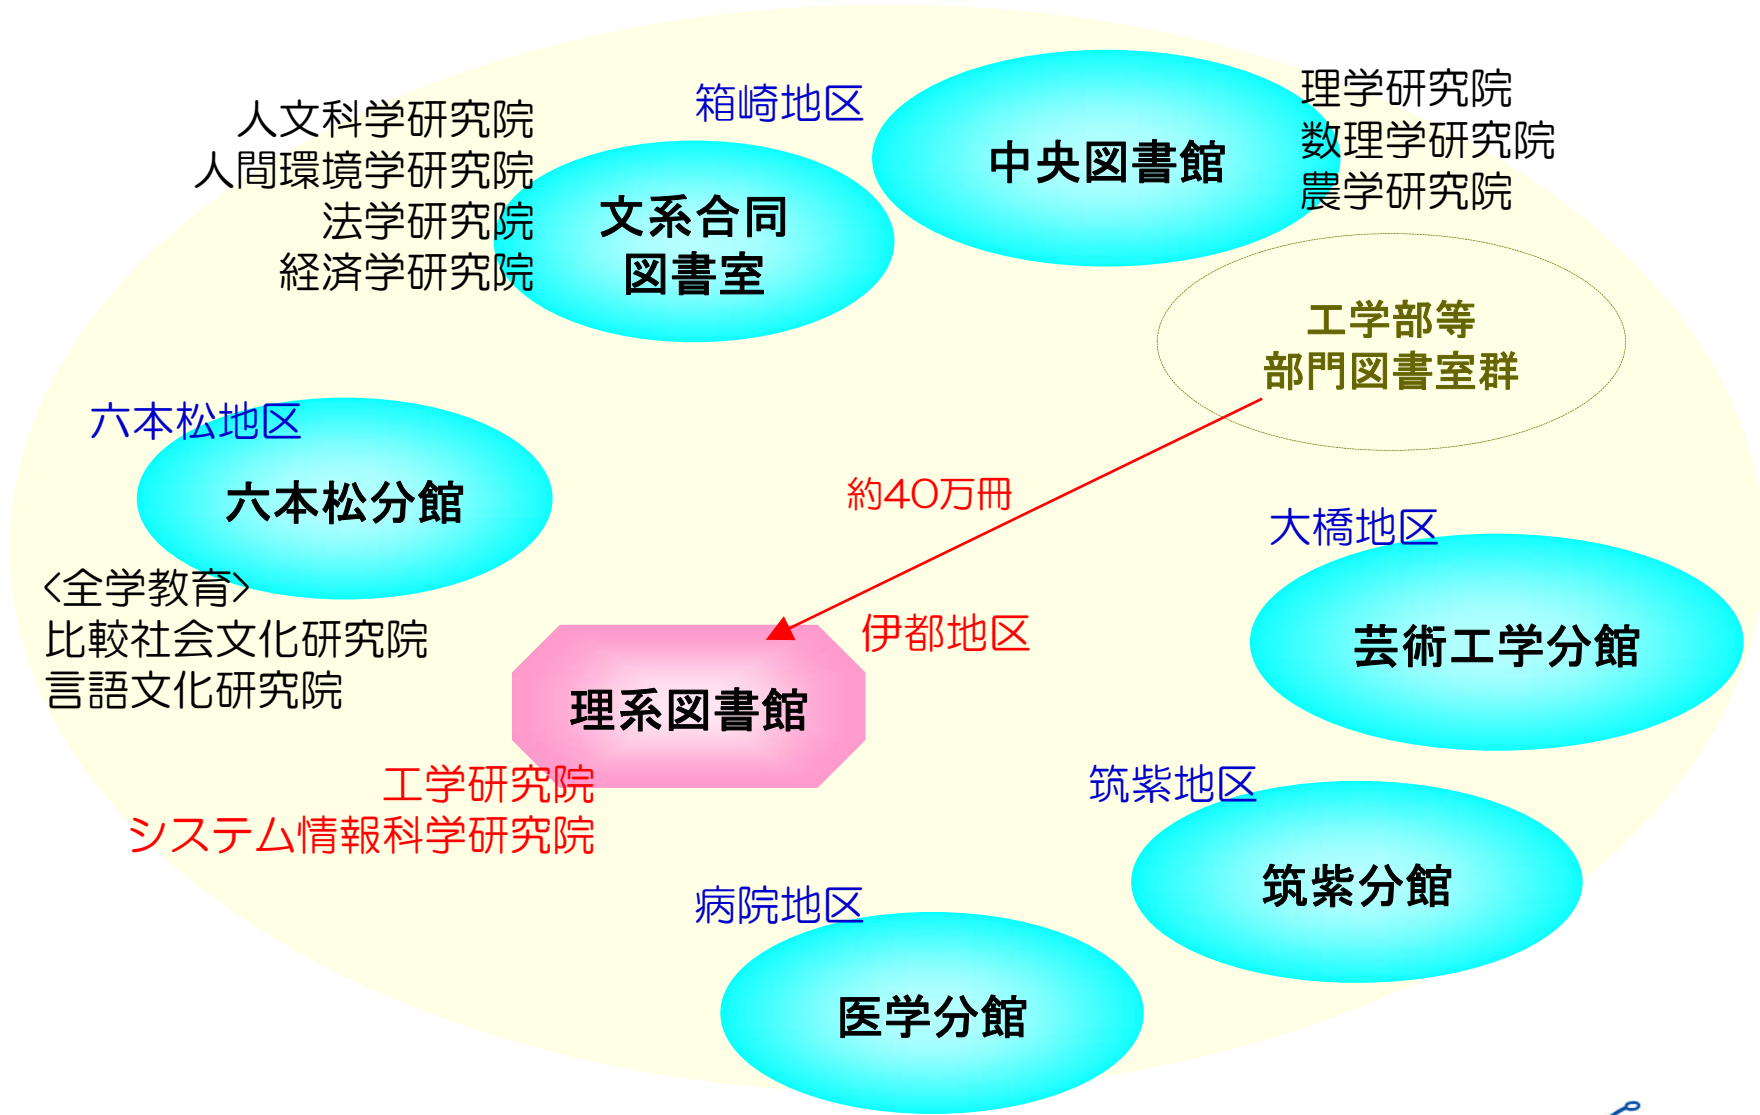 箱崎地区
人文科学研究院
人間環境学研究院
法学研究院
経済学研究院
文系合同
図書室
中央図書館
理学研究院
数理学研究院
農学研究院
工学部等
部門図書室群
六本松地区
六本松分館
<全学教育>
比較社会文化研究院
言語文化研究院
約40万冊
伊都地区
理系図書館
工学研究院
システム情報科学研究院
大橋地区
芸術工学分館
筑紫地区
筑紫分館
病院地区
医学分館